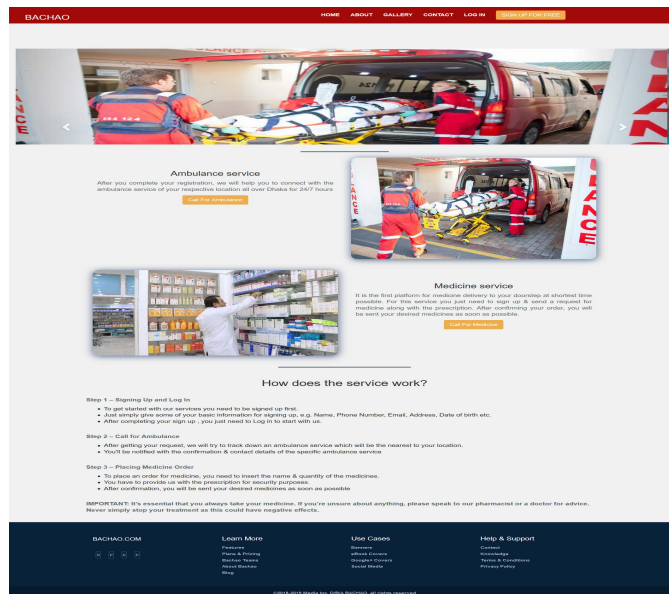 BACHAO
HOME ABOUT GALLERY CONTACT LOG IN SIGN UP FOR FREE
Ambulance service
After you complete your registration, we will help you to connect with the
ambulance service of your respective location all over Dhaka for 24/7 hours
Call For Ambulance
Medicine service
It is the first platform for medicine delivery to your doorstep at shortest time
possible. For this service you just need to sign up & send a request for
medicine along with the prescription. After confirming your order, you will
be sent your desired medicines as soon as possible.
Call For Medicine
How does the service work?
Step 1 – Signing Up and Log In
To get started with our services you need to be signed up first.
Just simply give some of your basic information for signing up, e.g. Name, Phone Number, Email, Address, Date of birth etc.
After completing your sign up , you just need to Log in to start with us.
Step 2 – Call for Ambulance
After getting your request, we will try to track down an ambulance service which will be the nearest to your location.
You'll be notified with the confirmation & contact details of the specific ambulance service
Step 3 – Placing Medicine Order
To place an order for medicine, you need to insert the name & quantity of the medicines.
You have to provide us with the prescription for security purposes.
After confirmation, you will be sent your desired medicines as soon as possible
IMPORTANT: It's essential that you always take your medicine. If you're unsure about anything, please speak to our pharmacist or a doctor for advice.
Never simply stop your treatment as this could have negative effects.
BACHAO.COM
Learn More
Features
Plans & Pricing
Bachao Teams
About Bachao
Blog
Use Cases
Banners
eBook Covers
Google+ Covers
Social Media
Help & Support
Contact
Knowledge
Terms & Conditions
Privacy Policy
©2018-2019 Media Inc. D/B/A BACHAO, all rights reserved